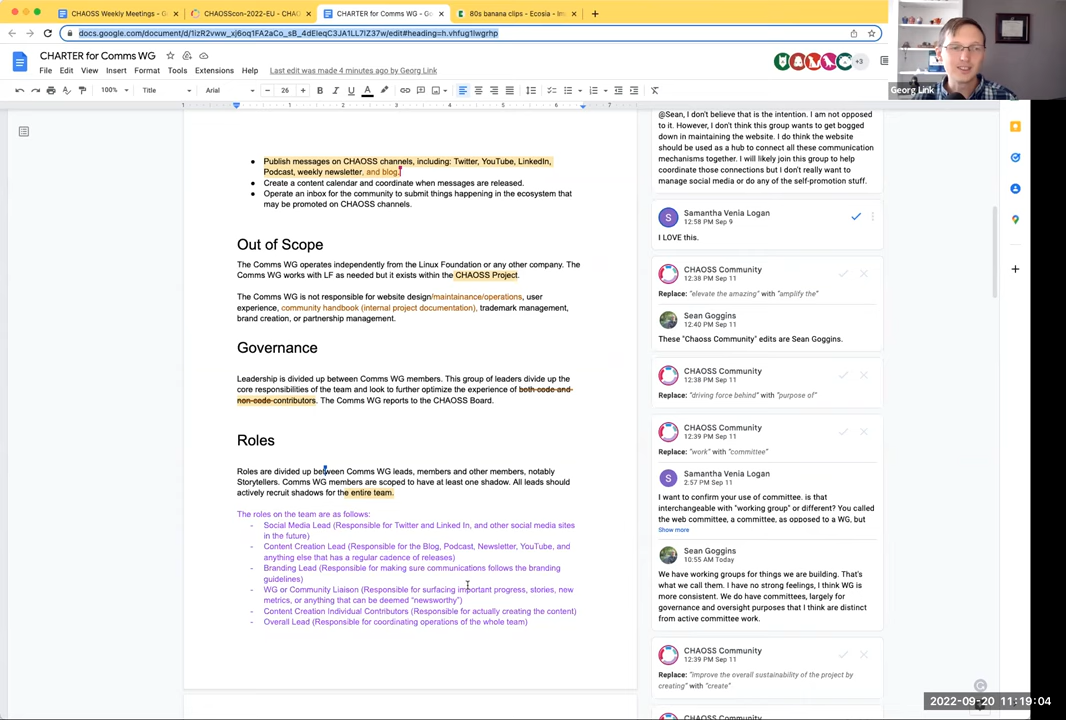 CHAOSS Weekly Meetings - G
CHAOSScon-2022-EU / CHAO
CHARTER for Comms WG - Go
80s banana clips - Ecosia - Im
docs.google.com/document/d/1izR2vww_xj6oq1FA2aCo_sB_4dEleqC3JA1LL7IZ37w/edit#heading=h.vhfug1lwgrhp
CHARTER for Comms WG
File Edit View Insert Format Tools Extensions Help Last edit was made 4 minutes ago by Georg Link
+3
Georg Link
100% Title Arial 26
1 1 2 3 4 5 6 7
Publish messages on CHAOSS channels, including: Twitter, YouTube, LinkedIn,
Podcast, weekly newsletter, and blog.
Create a content calendar and coordinate when messages are released.
Operate an inbox for the community to submit things happening in the ecosystem that
may be promoted on CHAOSS channels.
Out of Scope
The Comms WG operates independently from the Linux Foundation or any other company. The
Comms WG works with LF as needed but it exists within the CHAOSS Project.
The Comms WG is not responsible for website design/maintainance/operations, user
experience, community handbook (internal project documentation), trademark management,
brand creation, or partnership management.
Governance
Leadership is divided up between Comms WG members. This group of leaders divide up the
core responsibilities of the team and look to further optimize the experience of both code and
non-code contributors. The Comms WG reports to the CHAOSS Board.
Roles
Roles are divided up between Comms WG leads, members and other members, notably
Storytellers. Comms WG members are scoped to have at least one shadow. All leads should
actively recruit shadows for the entire team.
The roles on the team are as follows:
- Social Media Lead (Responsible for Twitter and Linked In, and other social media sites
in the future)
- Content Creation Lead (Responsible for the Blog, Podcast, Newsletter, YouTube, and
anything else that has a regular cadence of releases)
- Branding Lead (Responsible for making sure communications follows the branding
guidelines)
- WG or Community Liaison (Responsible for surfacing important progress, stories, new
metrics, or anything that can be deemed “newsworthy”)
- Content Creation Individual Contributors (Responsible for actually creating the content)
- Overall Lead (Responsible for coordinating operations of the whole team)
@Sean, I don't believe that is the intention. I am not opposed
to it. However, I don't think this group wants to get bogged
down in maintaining the website. I do think the website
should be used as a hub to connect all these communication
mechanisms together. I will likely join this group to help
coordinate those connections but I don't really want to
manage social media or do any of the self-promotion stuff.
S
Samantha Venia Logan
12:58 PM Sep 9
I LOVE this.
CHAOSS Community
12:38 PM Sep 11
Replace: "elevate the amazing" with "amplify the"
Sean Goggins
12:40 PM Sep 11
These "Chaoss Community" edits are Sean Goggins.
CHAOSS Community
12:38 PM Sep 11
Replace: "driving force behind" with "purpose of"
CHAOSS Community
12:39 PM Sep 11
Replace: "work" with "committee"
S
Samantha Venia Logan
2:57 PM Sep 11
I want to confirm your use of committee. is that
interchangeable with "working group" or different? You called
the web committee, a committee, as opposed to a WG, but
Show more
Sean Goggins
10:55 AM Today
We have working groups for things we are building. That's
what we call them. I have no strong feelings, I think WG is
more consistent. We do have committees, largely for
governance and oversight purposes that I think are distinct
from active committee work.
CHAOSS Community
12:39 PM Sep 11
Replace: "improve the overall sustainability of the project by
creating" with "create"
CHAOSS Community
2022-09-20 11:19:04